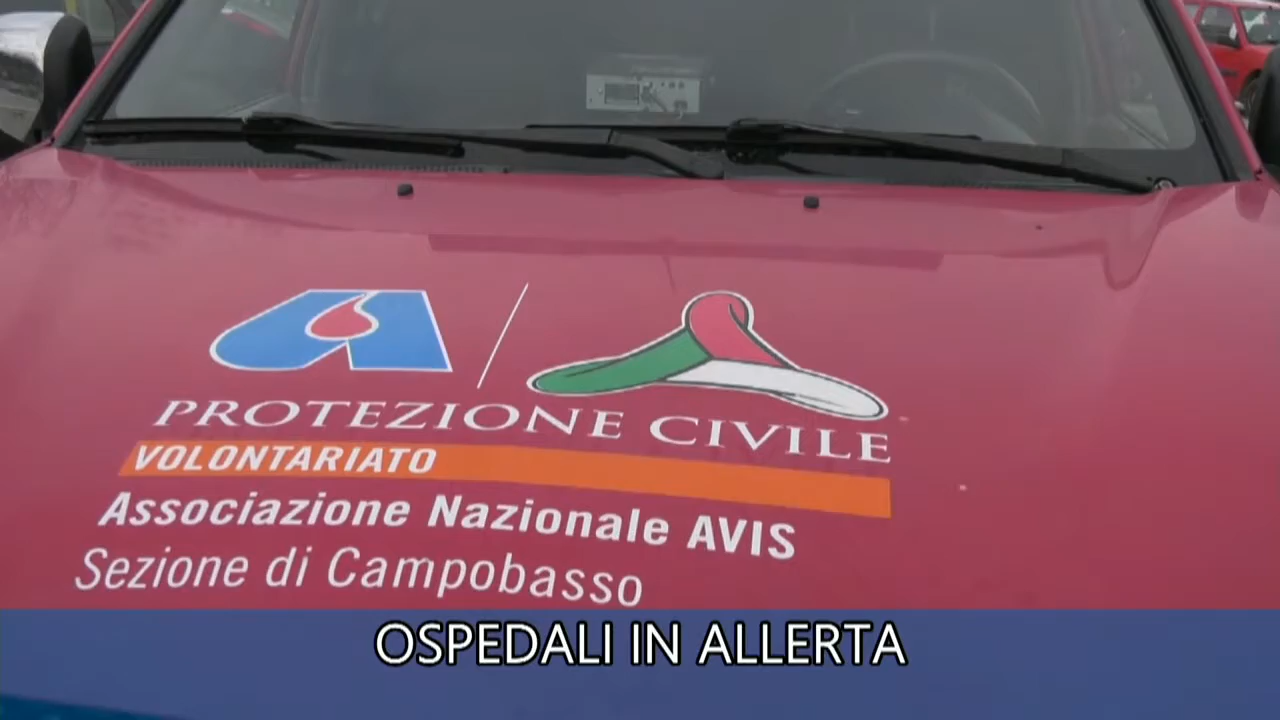 PROTEZIONE CIVILE
VOLONTARIATO
Associazione Nazionale AVIS
Sezione di Campobasso
OSPEDALI IN ALLERTA